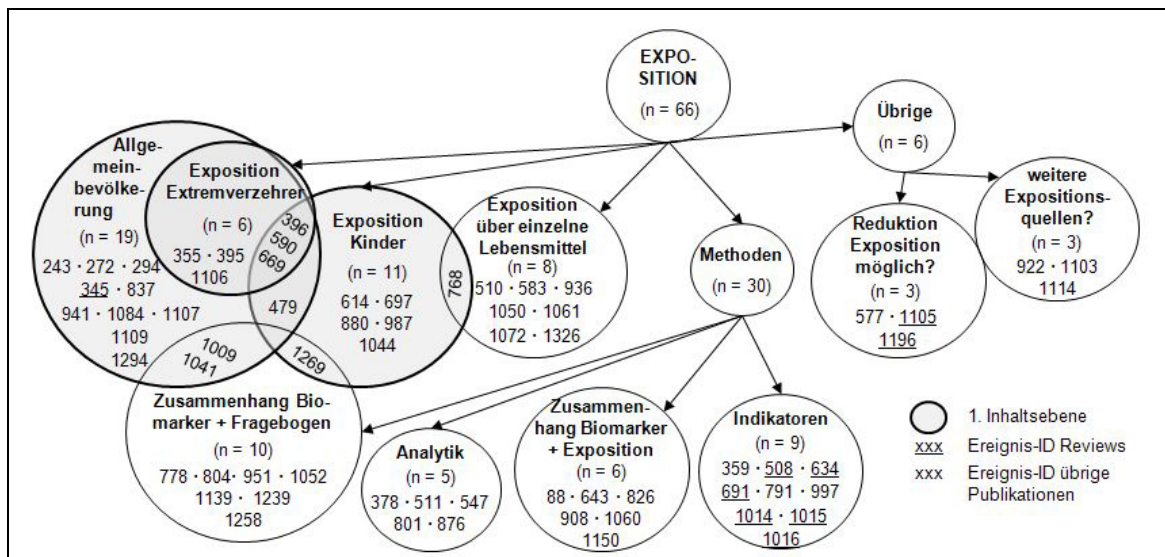 EXPO-
SITION
(n = 66)
Übrige
(n = 6)
Allge-
mein-
bevölke-
rung
(n = 19)
243 · 272 · 294
345 · 837
941 · 1084 · 1107
1109
1294
Exposition
Extremverzehrer
(n = 6)
355 · 395
1106
396
590
669
479
Exposition
Kinder
(n = 11)
614 · 697
880 · 987
1044
768
Exposition
über einzelne
Lebensmittel
(n = 8)
510 · 583 · 936
1050 · 1061
1072 · 1326
Methoden
(n = 30)
Reduktion
Exposition
möglich?
(n = 3)
577 · 1105
1196
weitere
Expositions-
quellen?
(n = 3)
922 · 1103
1114
1009
1041
1269
Zusammenhang Bio-
marker + Fragebogen
(n = 10)
778 · 804 · 951 · 1052
1139 · 1239
1258
Analytik
(n = 5)
378 · 511 · 547
801 · 876
Zusammen-
hang Biomarker
+ Exposition
(n = 6)
88 · 643 · 826
908 · 1060
1150
Indikatoren
(n = 9)
359 · 508 · 634
691 · 791 · 997
1014 · 1015
1016
1. Inhaltsebene
xxx Ereignis-ID Reviews
xxx Ereignis-ID übrige
Publikationen